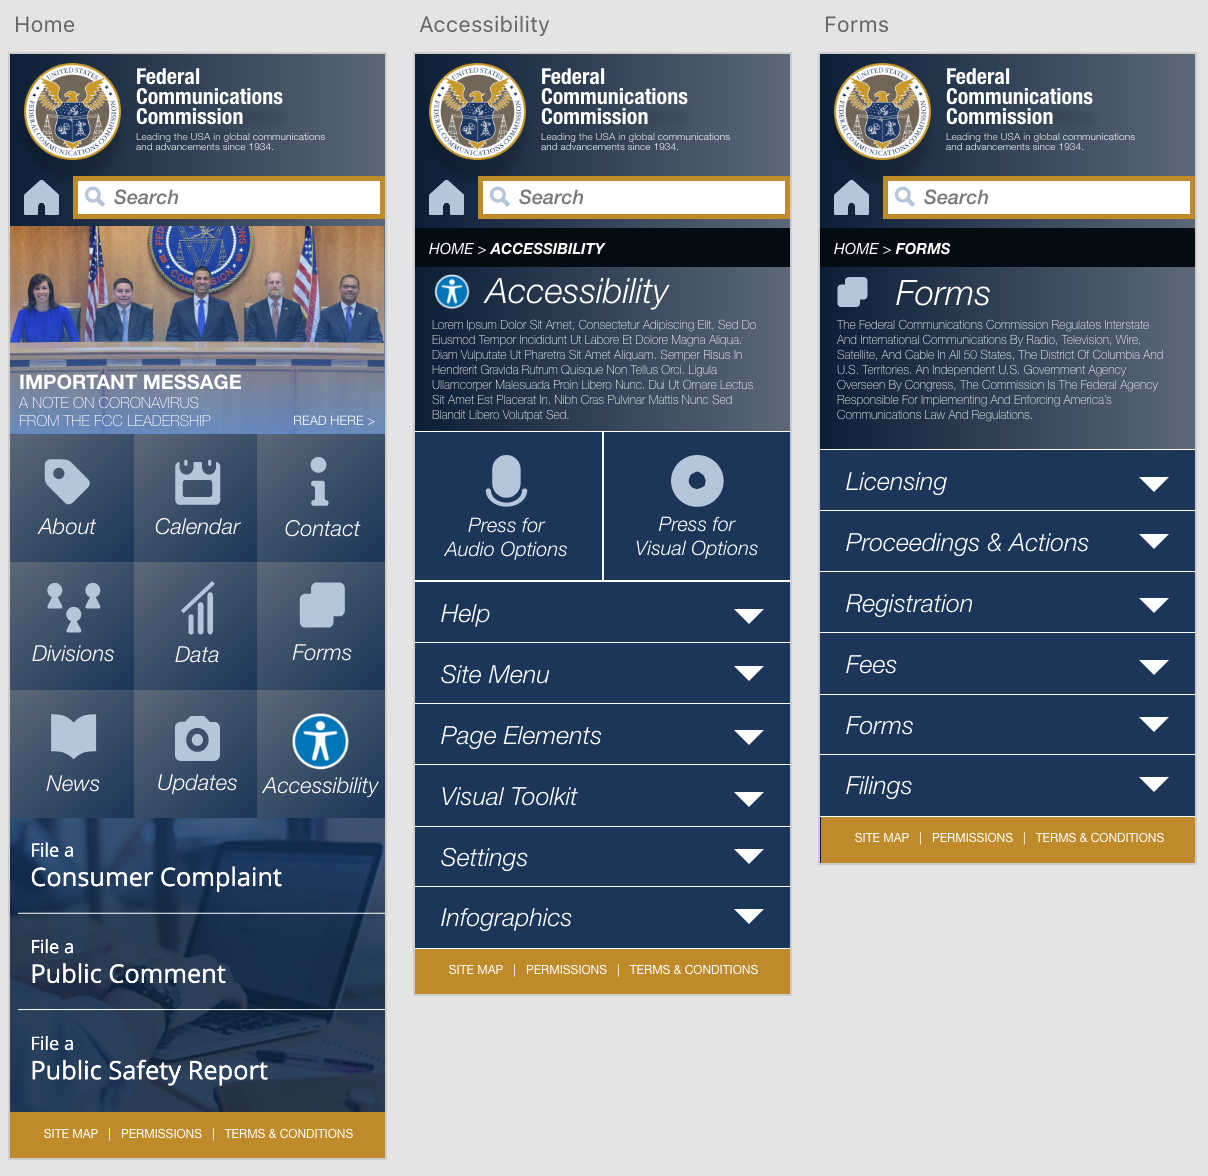 Home
Federal
Communications
Commission
Leading the USA in global communications
and advancements since 1934.
Search
IMPORTANT MESSAGE
A NOTE ON CORONAVIRUS
FROM THE FCC LEADERSHIP
READ HERE >
About
Calendar
Contact
Divisions
Data
Forms
News
Updates
Accessibility
File a
Consumer Complaint
File a
Public Comment
File a
Public Safety Report
SITE MAP | PERMISSIONS | TERMS & CONDITIONS
Accessibility
UNITED STATES
FEDERAL COMMUNICATIONS COMMISSION
Federal
Communications
Commission
Leading the USA in global communications
and advancements since 1934.
Search
HOME > ACCESSIBILITY
Accessibility
Lorem Ipsum Dolor Sit Amet, Consectetur Adipiscing Elit, Sed Do
Eiusmod Tempor Incididunt Ut Labore Et Dolore Magna Aliqua.
Diam Vulputate Ut Pharetra Sit Amet Aliquam. Semper Risus In
Hendrerit Gravida Rutrum Quisque Non Tellus Orci. Ligula
Ullamcorper Malesuada Proin Libero Nunc. Dui Ut Ornare Lectus
Sit Amet Est Placerat In. Nibh Cras Pulvinar Mattis Nunc Sed
Blandit Libero Volutpat Sed.
Press for
Audio Options
Press for
Visual Options
Help
Site Menu
Page Elements
Visual Toolkit
Settings
Infographics
SITE MAP | PERMISSIONS | TERMS & CONDITIONS
Forms
UNITED STATES
FEDERAL COMMUNICATIONS COMMISSION
Federal
Communications
Commission
Leading the USA in global communications
and advancements since 1934.
Search
HOME > FORMS
Forms
The Federal Communications Commission Regulates Interstate
And International Communications By Radio, Television, Wire,
Satellite, And Cable In All 50 States, The District Of Columbia And
U.S. Territories. An Independent U.S. Government Agency
Overseen By Congress, The Commission Is The Federal Agency
Responsible For Implementing And Enforcing America's
Communications Law And Regulations.
Licensing
Proceedings & Actions
Registration
Fees
Forms
Filings
SITE MAP | PERMISSIONS | TERMS & CONDITIONS